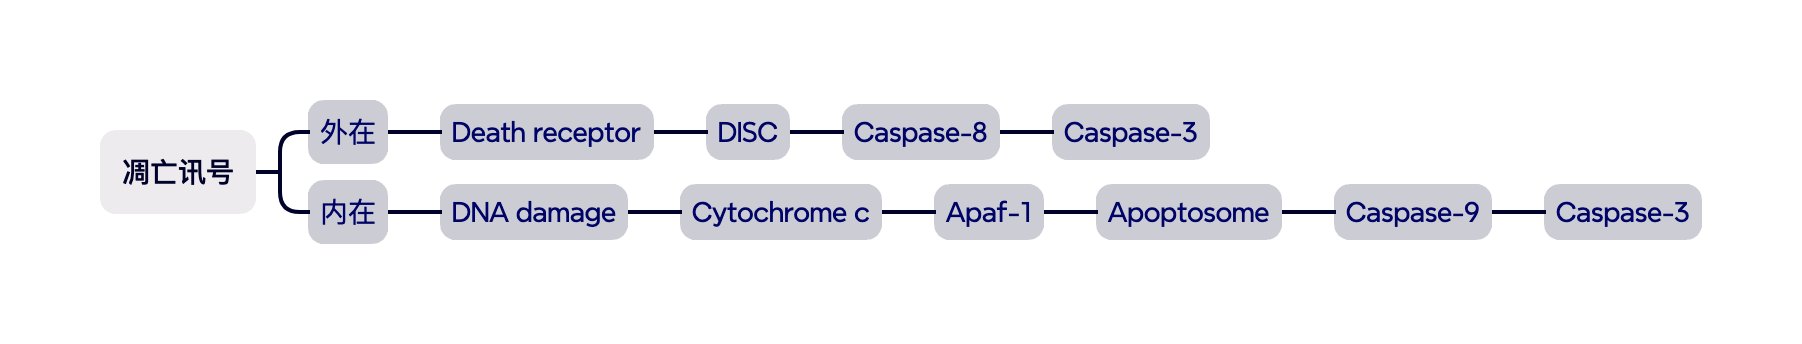 凋亡讯号
外在
Death receptor
DISC
Caspase-8
Caspase-3
内在
DNA damage
Cytochrome c
Apaf-1
Apoptosome
Caspase-9
Caspase-3